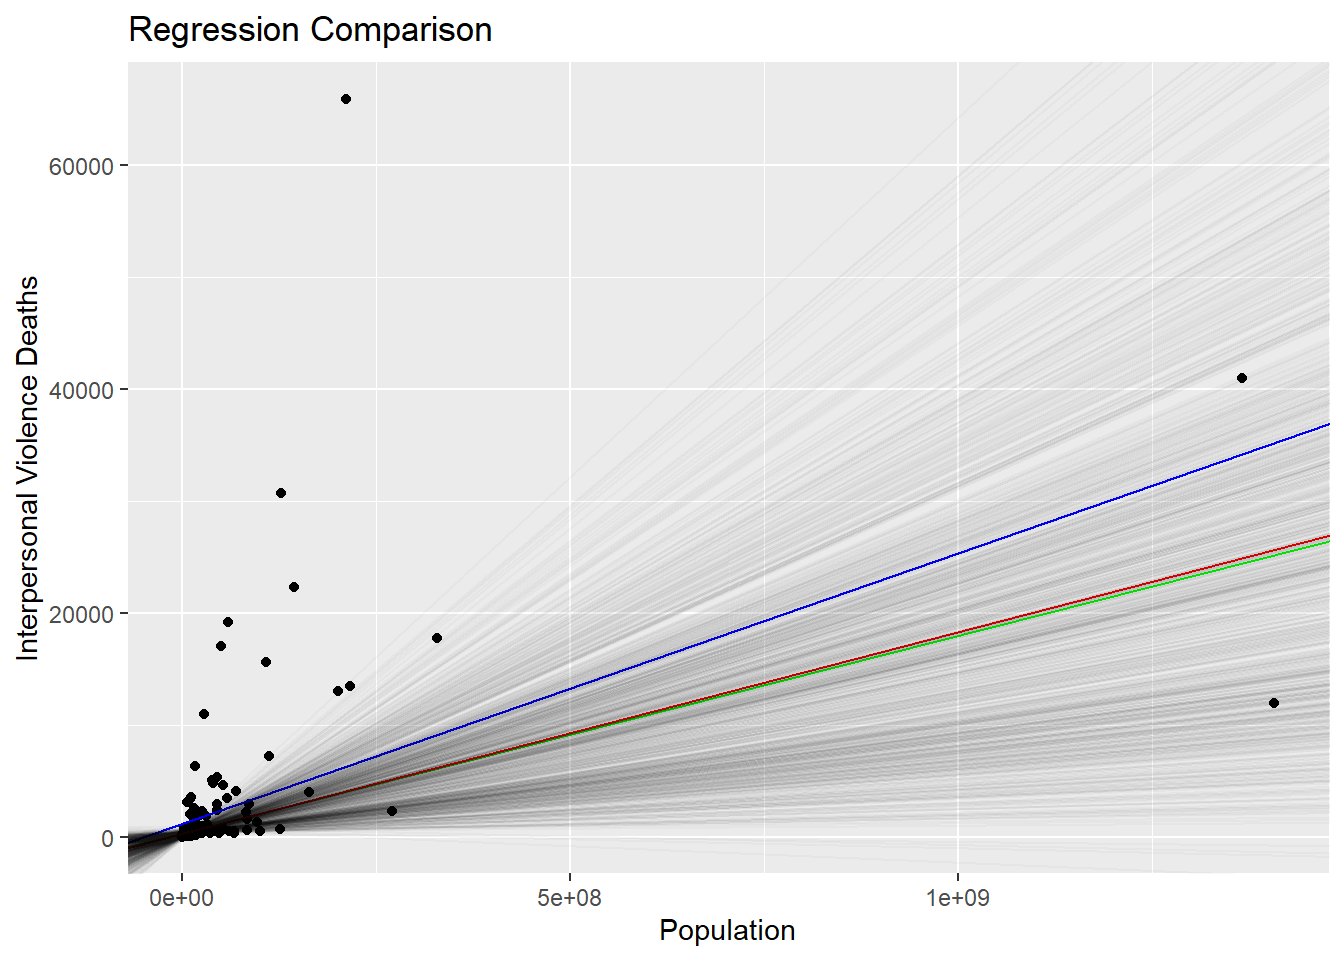 Regression Comparison
60000
40000
20000
0
Interpersonal Violence Deaths
0e+00
5e+08
1e+09
Population